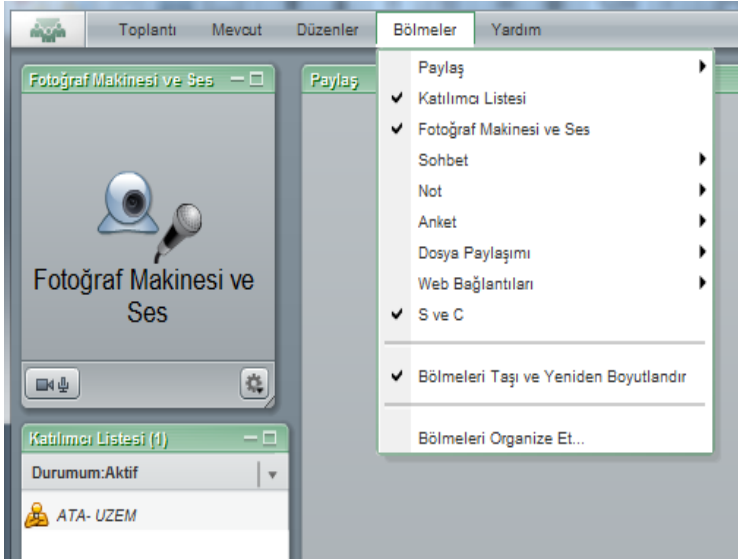 Toplantı Mevcut Düzenler Bölmeler Yardım
Fotoğraf Makinesi ve Ses
Fotoğraf Makinesi ve
Ses
Katılımcı Listesi (1)
Durumum:Aktif
ATA- UZEM
Paylaş
Paylaş
Katılımcı Listesi
Fotoğraf Makinesi ve Ses
Sohbet
Not
Anket
Dosya Paylaşımı
Web Bağlantıları
S ve C
Bölmeleri Taşı ve Yeniden Boyutlandır
Bölmeleri Organize Et...